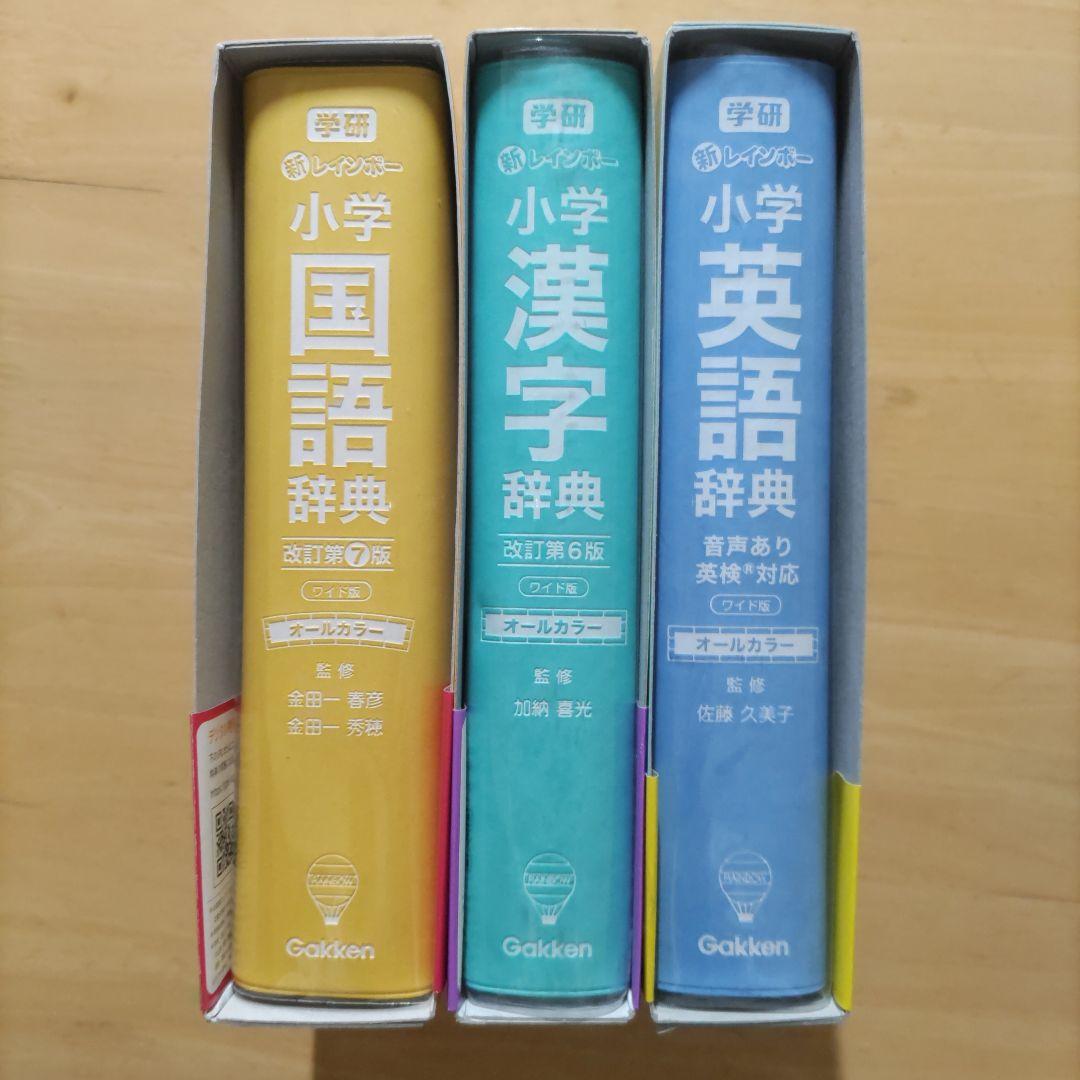 学研
新レインボー
小学
国語
辞典
改訂第7版
ワイド版
オールカラー
監修
金田一 春彦
金田一 秀穂
RAINBOW
Gakken
学研
新レインボー
小学
漢字
辞典
改訂第6版
ワイド版
オールカラー
監修
加納 喜光
RAINBOW
Gakken
学研
新レインボー
小学
英語
辞典
音声あり
英検®対応
ワイド版
オールカラー
監修
佐藤 久美子
RAINBOW
Gakken